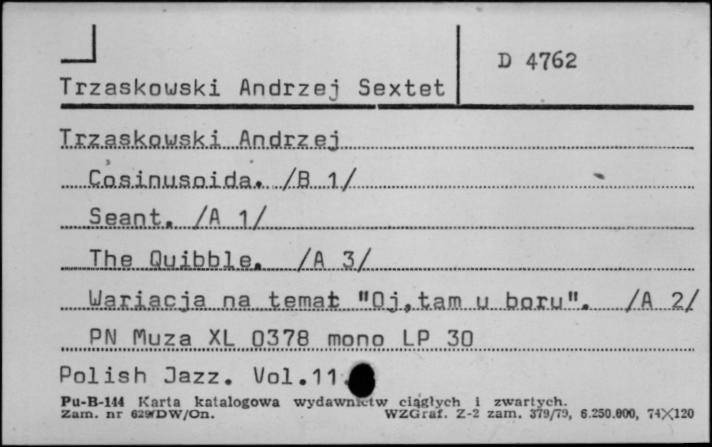 D 4762
Trzaskowski Andrzej Sextet
Trzaskowski Andrzej
Cosinusoida. /B 1/
Seant. /A 1/
The Quibble. /A 3/
Wariacja na temat "Oj,tam u boru". /A 2/
PN Muza XL 0378 mono LP 30
Polish Jazz. Vol.11.
Pu-B-144 Karta katalogowa wydawnictw ciągłych i zwartych.
Zam. nr 629/DW/On. WZGraf. Z-2 zam. 379/79, 6.250.000, 74×120